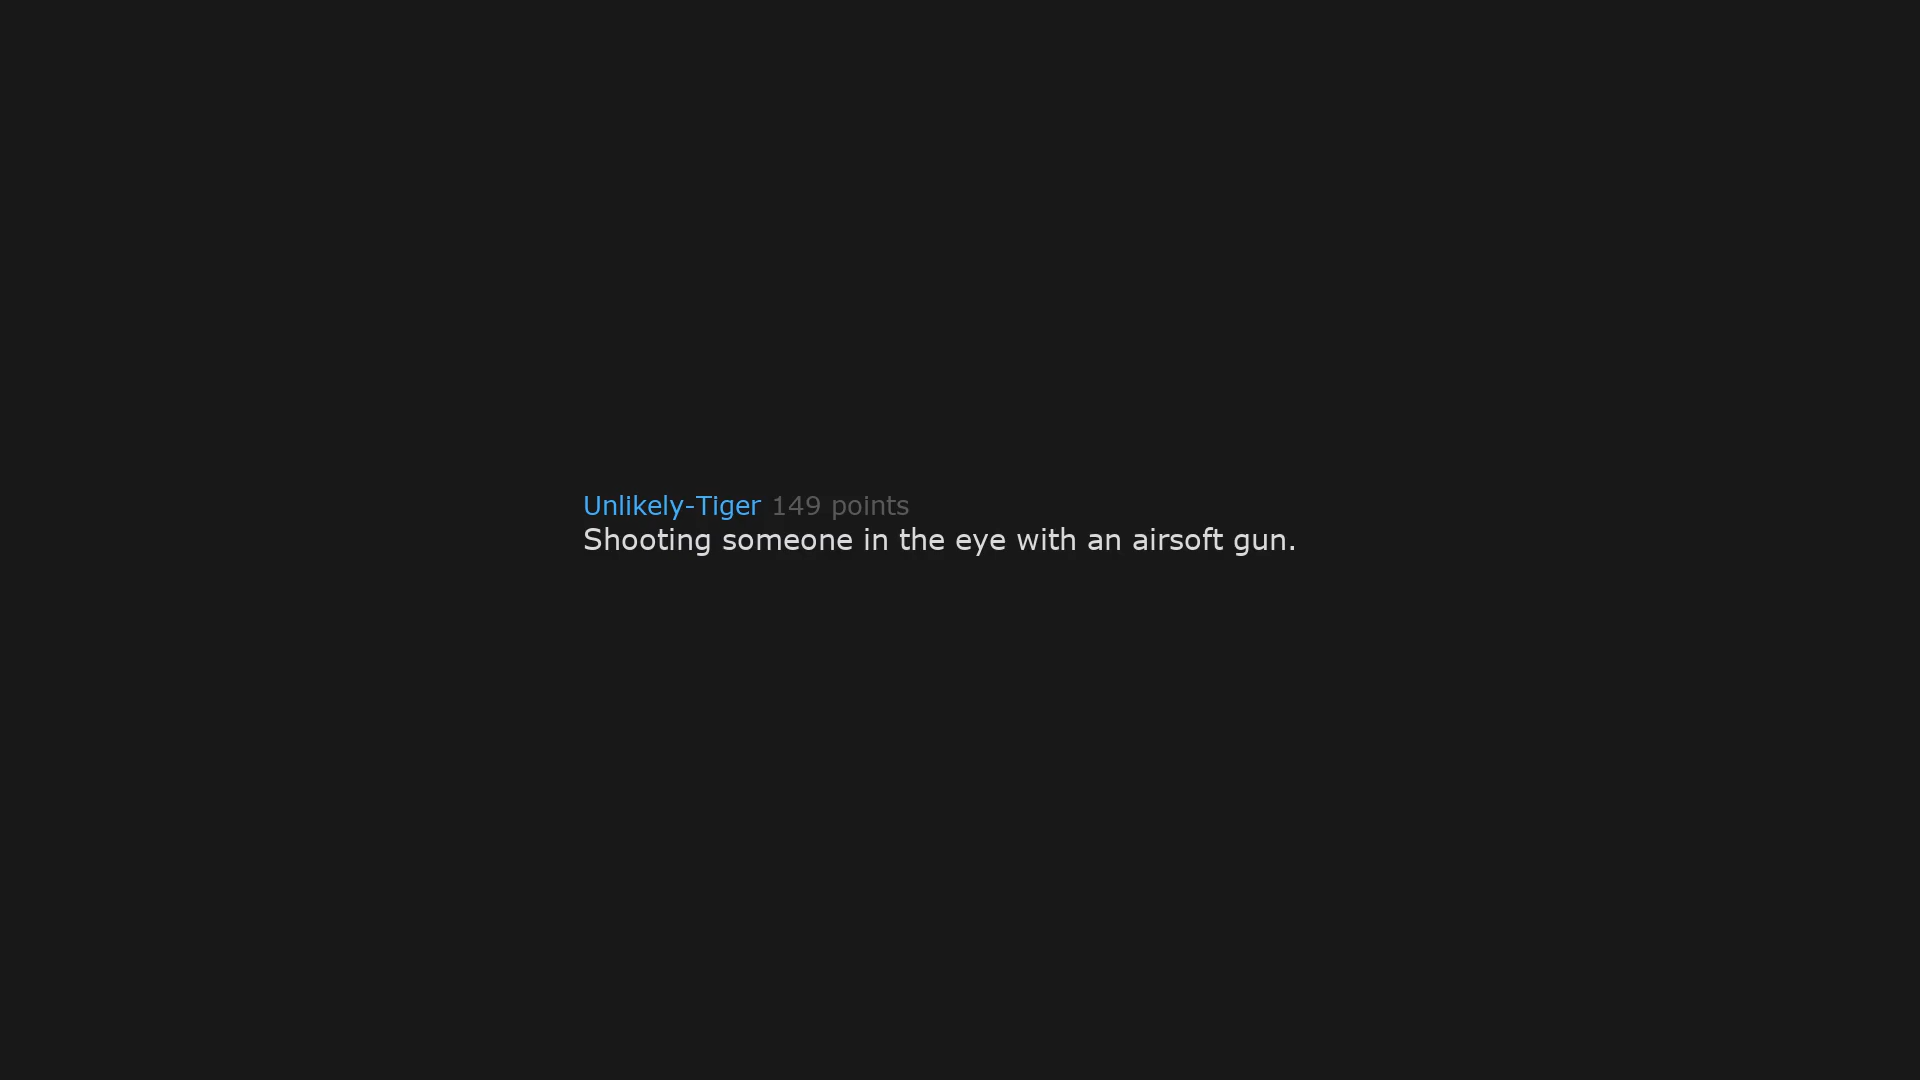 Unlikely-Tiger 149 points
Shooting someone in the eye with an airsoft gun.